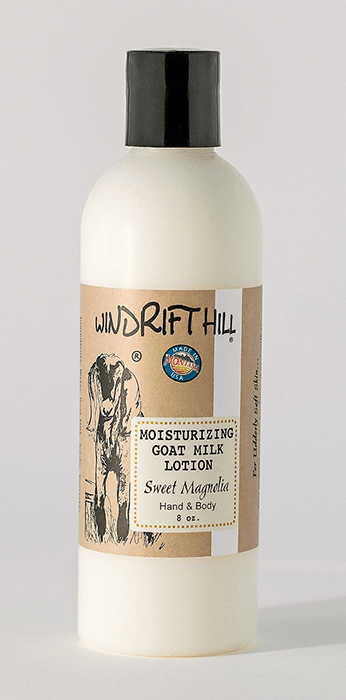 WINDRIFT HILL
®
®
MADE IN
MONTANA
USA
MOISTURIZING
GOAT MILK
LOTION
Sweet Magnolia
Hand & Body
8 oz.
For Udderly Soft Skin...